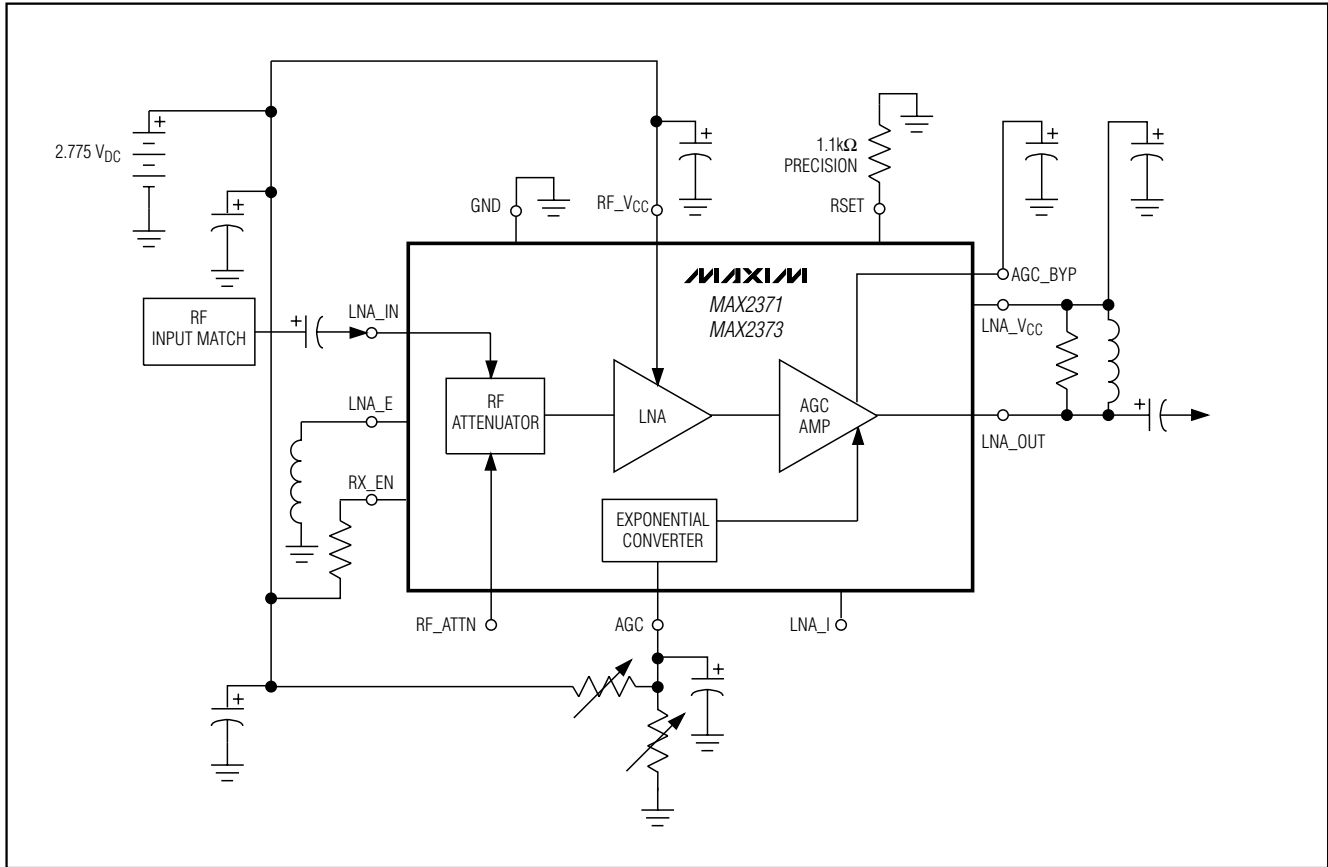 2.775 VDC
1.1kΩ
PRECISION
GND
RF_VCC
RSET
MAXIM
MAX2371
MAX2373
AGC_BYP
LNA_VCC
RF
INPUT MATCH
LNA_IN
LNA_E
RX_EN
RF
ATTENUATOR
LNA
AGC
AMP
LNA_OUT
EXPONENTIAL
CONVERTER
RF_ATTN
AGC
LNA_I
+
+
+
+
+
+
+
+
+